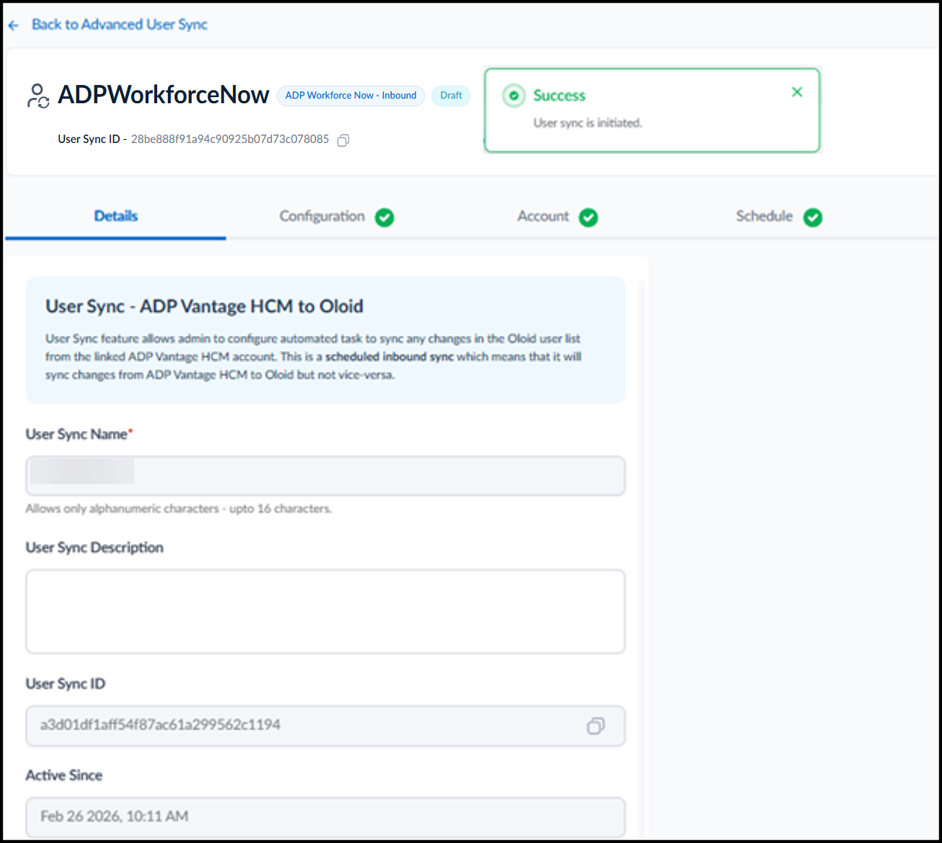 Back to Advanced User Sync
ADPWorkforceNow
ADP Workforce Now - Inbound
Draft
Success
User sync is initiated.
User Sync ID - 28be888f91a94c90925b07d73c078085
Details
Configuration
Account
Schedule
User Sync - ADP Vantage HCM to Oloid
User Sync feature allows admin to configure automated task to sync any changes in the Oloid user list
from the linked ADP Vantage HCM account. This is a scheduled inbound sync which means that it will
sync changes from ADP Vantage HCM to Oloid but not vice-versa.
User Sync Name*
Allows only alphanumeric characters - upto 16 characters.
User Sync Description
User Sync ID
a3d01df1aff54f87ac61a299562c1194
Active Since
Feb 26 2026, 10:11 AM